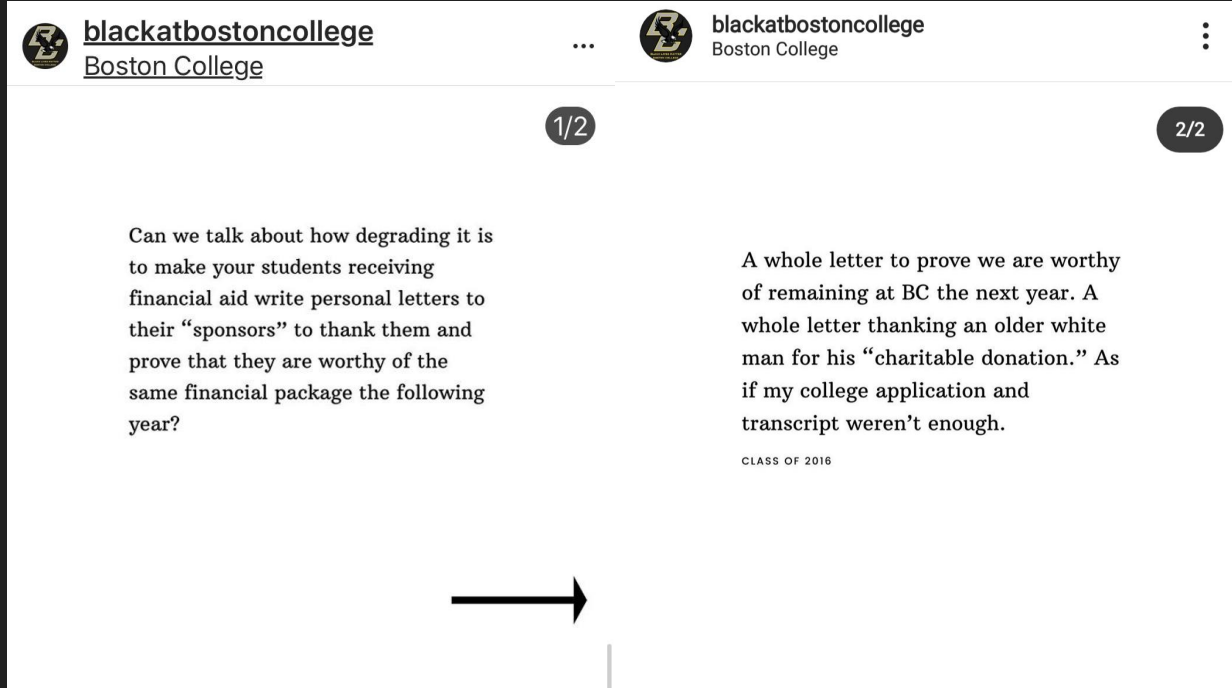 blackatbostoncollege
Boston College
1/2
Can we talk about how degrading it is
to make your students receiving
financial aid write personal letters to
their “sponsors” to thank them and
prove that they are worthy of the
same financial package the following
year?
blackatbostoncollege
Boston College
2/2
A whole letter to prove we are worthy
of remaining at BC the next year. A
whole letter thanking an older white
man for his “charitable donation.” As
if my college application and
transcript weren’t enough.
CLASS OF 2016